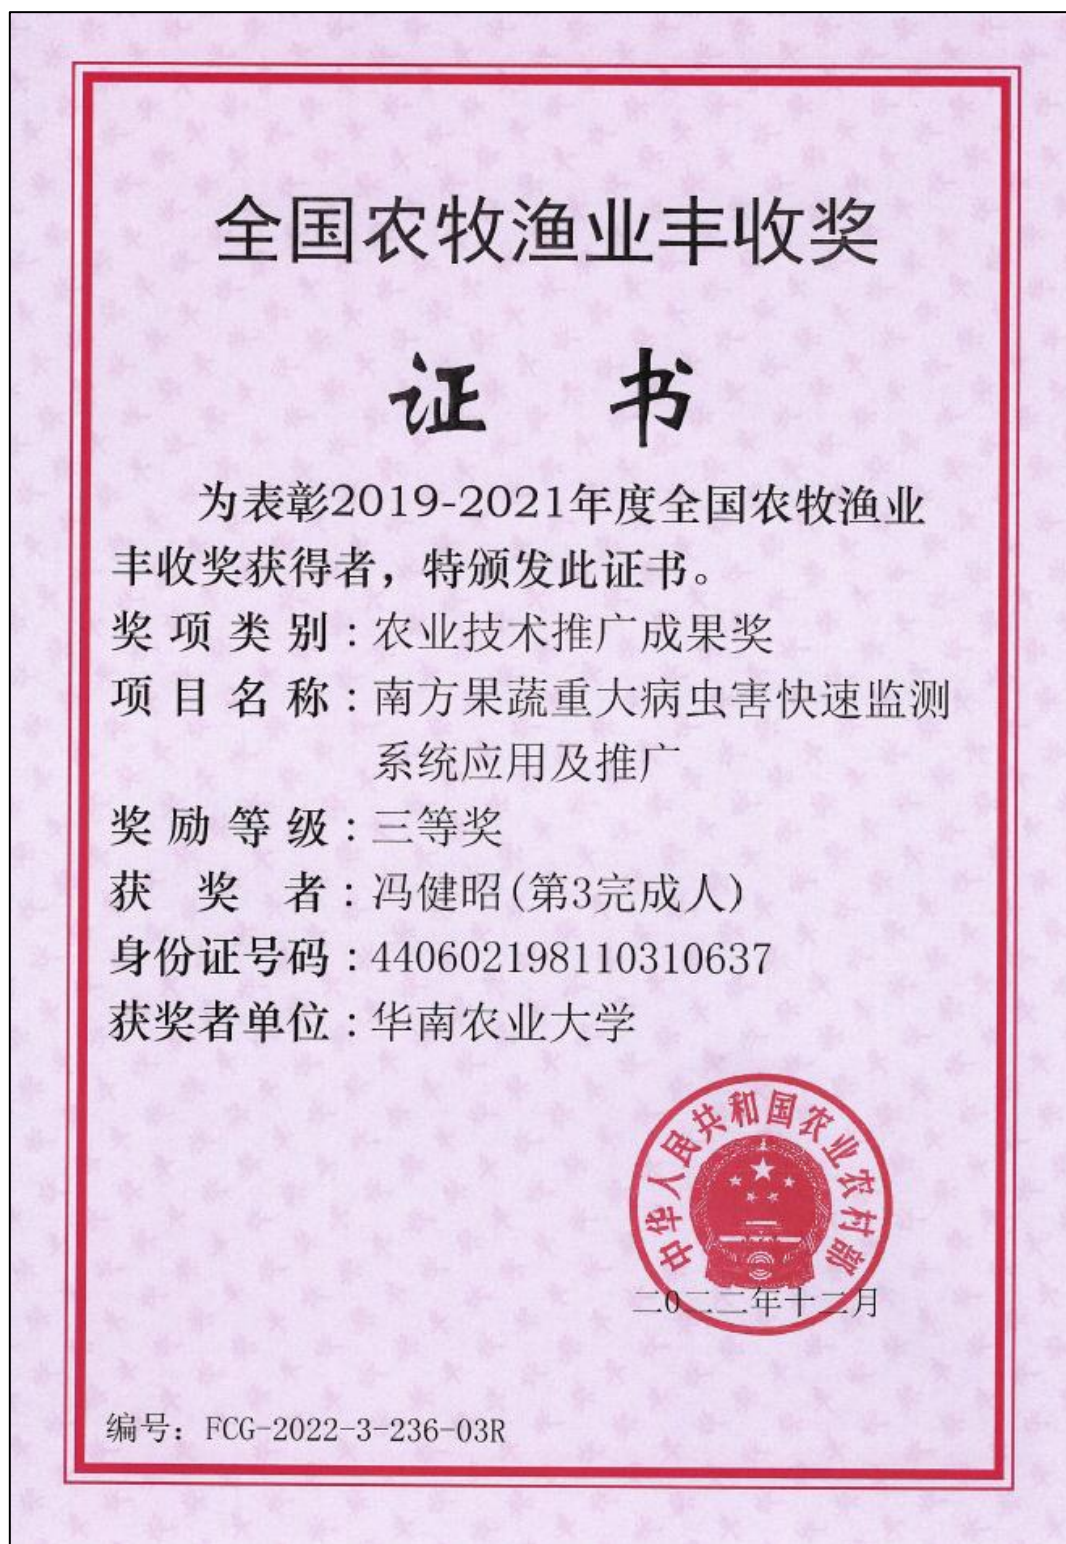 全国农牧渔业丰收奖
证 书
为表彰2019-2021年度全国农牧渔业
丰收奖获得者，特颁发此证书。
奖项类别：农业技术推广成果奖
项目名称：南方果蔬重大病虫害快速监测
系统应用及推广
奖励等级：三等奖
获奖者：冯健昭(第3完成人)
身份证号码：440602198110310637
获奖者单位：华南农业大学
中华人民共和国农业农村部
二0二二年十二月
编号：FCG-2022-3-236-03R